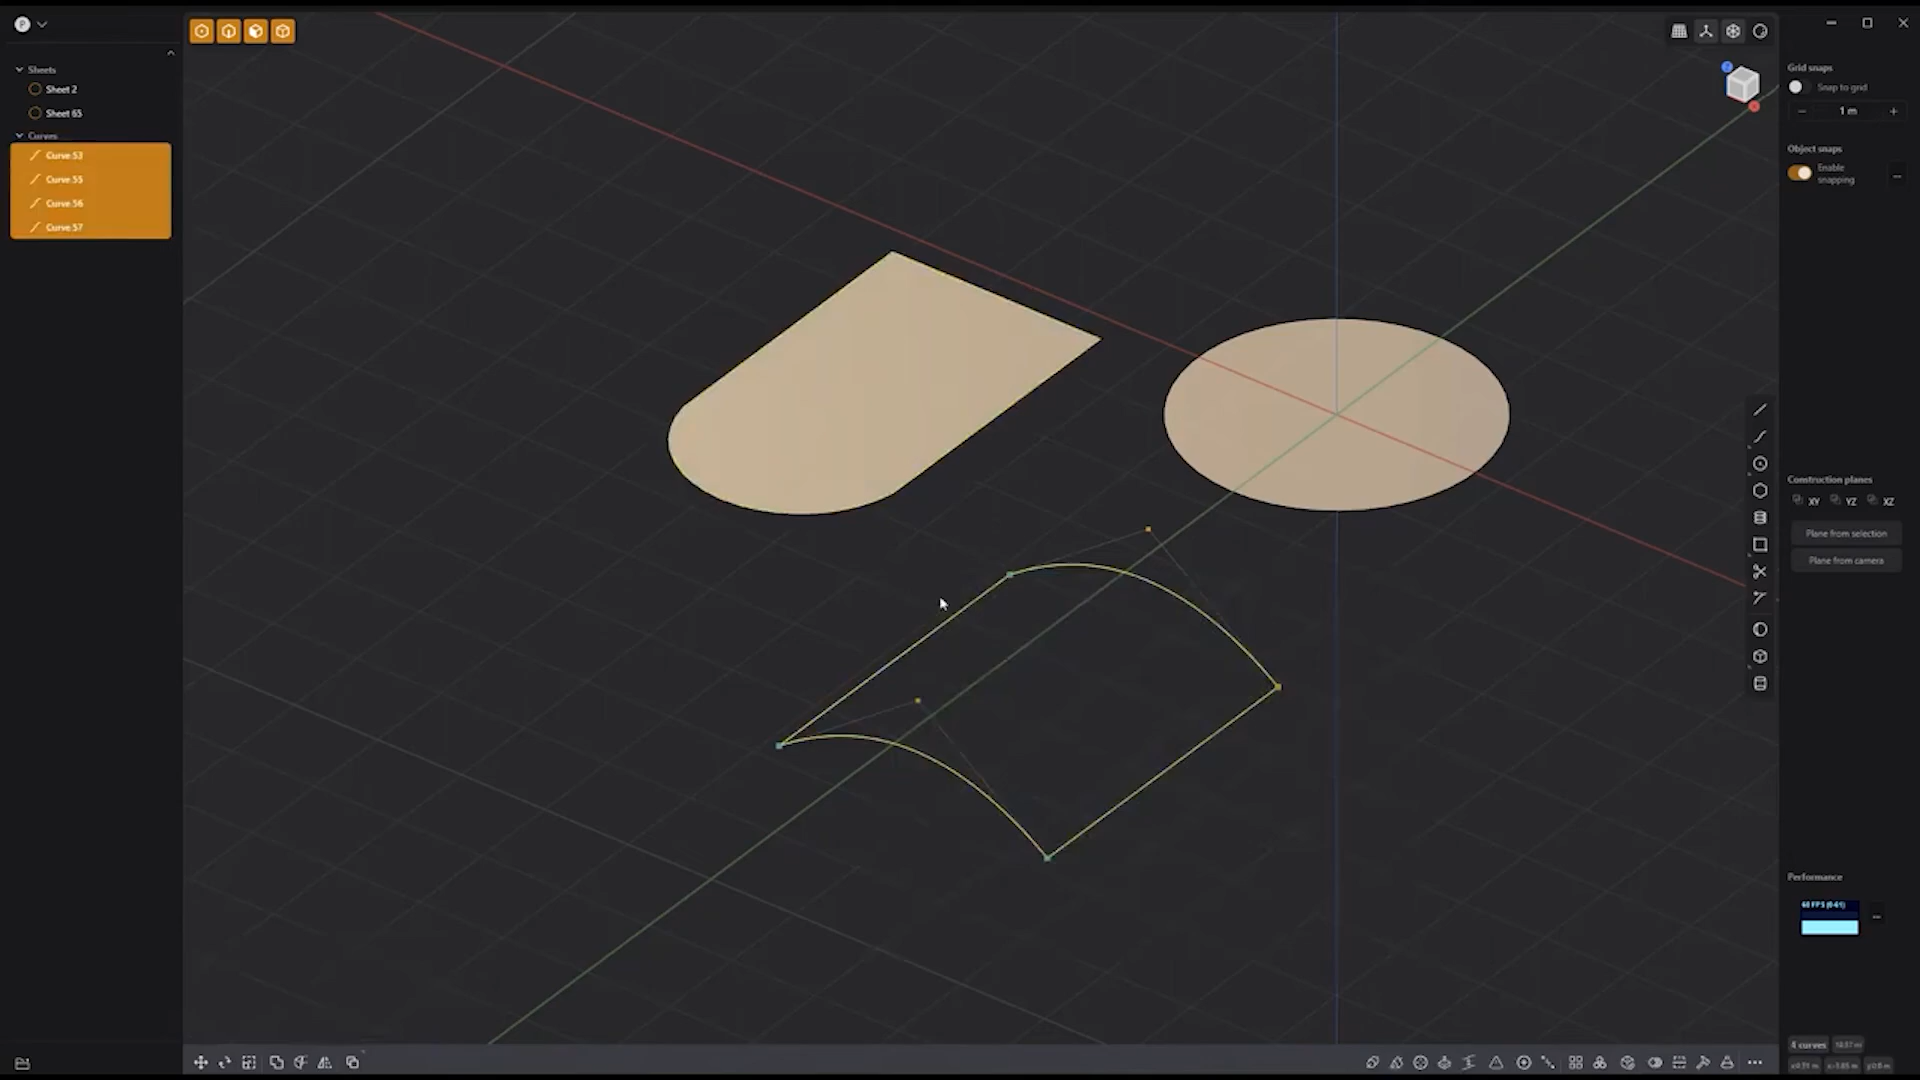 P
Sheets
Sheet 2
Sheet 65
Curves
Curve 53
Curve 55
Curve 56
Curve 57
Z
Grid snaps
Snap to grid
1 m
Object snaps
Enable
snapping
Construction planes
XY YZ XZ
Plane from selection
Plane from camera
Performance
4 curves